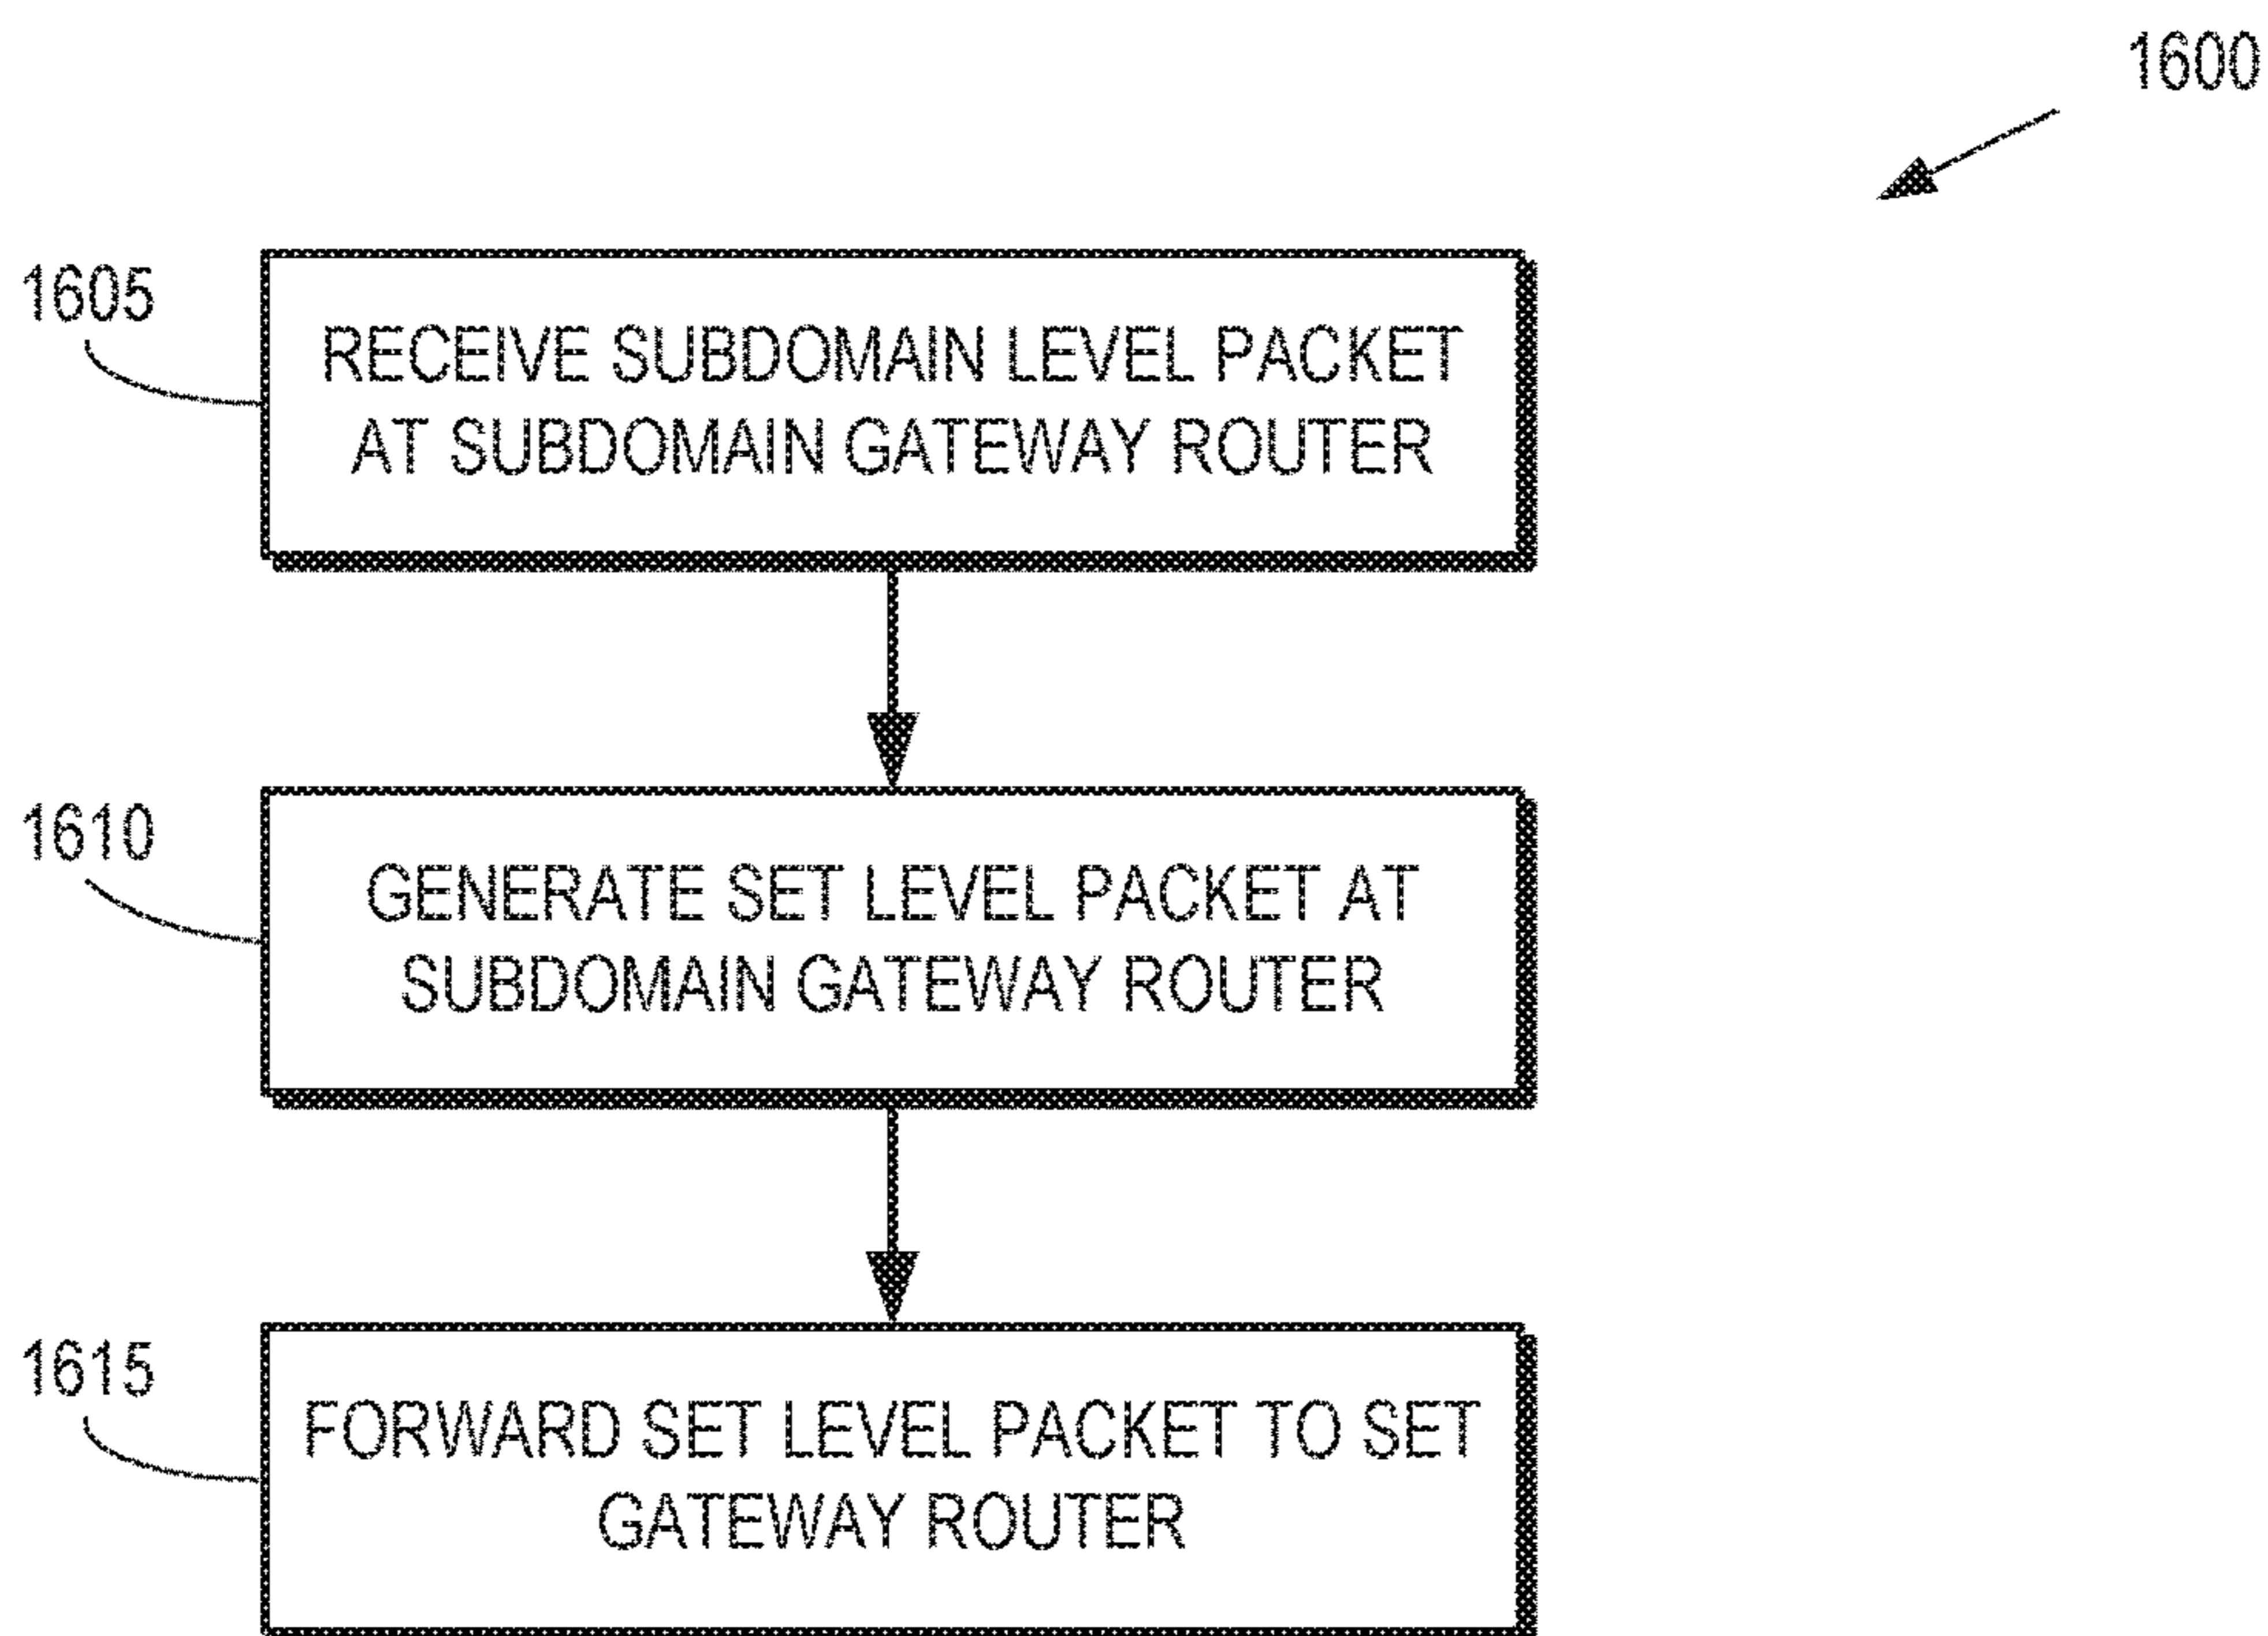 1600
1605
RECEIVE SUBDOMAIN LEVEL PACKET
AT SUBDOMAIN GATEWAY ROUTER
1610
GENERATE SET LEVEL PACKET AT
SUBDOMAIN GATEWAY ROUTER
1615
FORWARD SET LEVEL PACKET TO SET
GATEWAY ROUTER